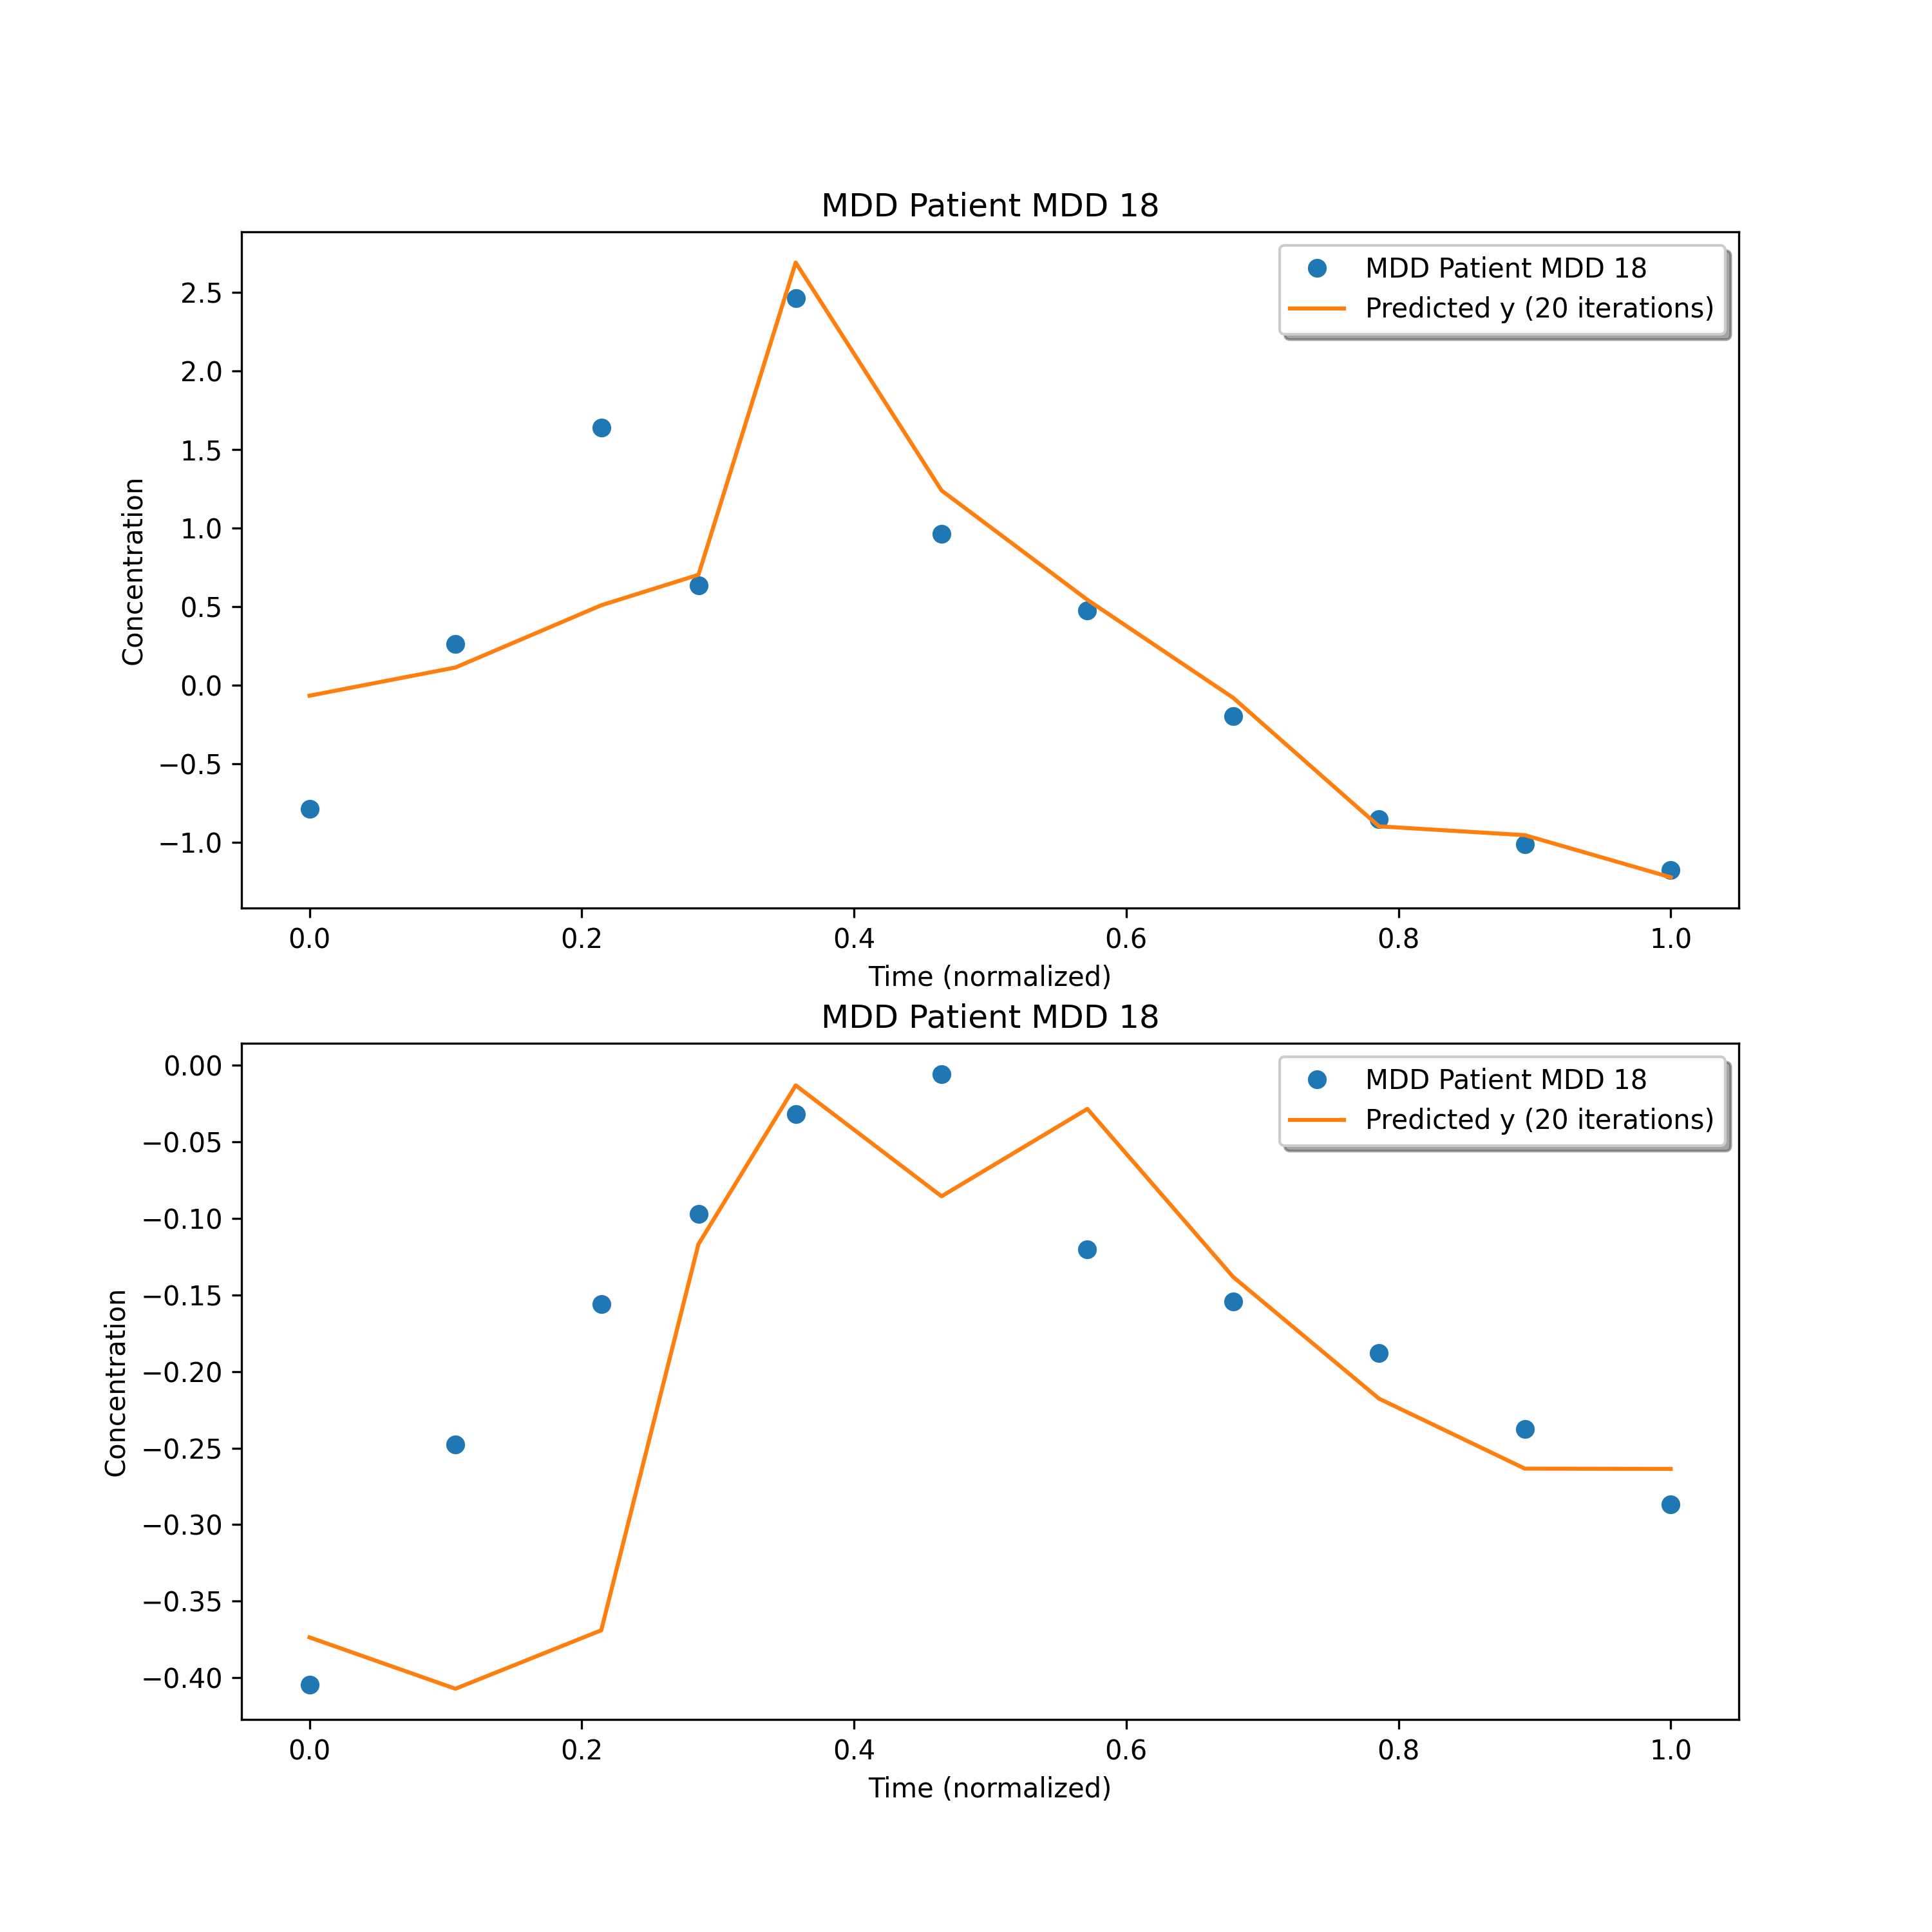 MDD Patient MDD 18
MDD Patient MDD 18
Predicted y (20 iterations)
2.5
2.0
1.5
1.0
0.5
0.0
−0.5
−1.0
Concentration
0.0 0.2 0.4 0.6 0.8 1.0
Time (normalized)
MDD Patient MDD 18
MDD Patient MDD 18
Predicted y (20 iterations)
0.00
−0.05
−0.10
−0.15
−0.20
−0.25
−0.30
−0.35
−0.40
Concentration
0.0 0.2 0.4 0.6 0.8 1.0
Time (normalized)